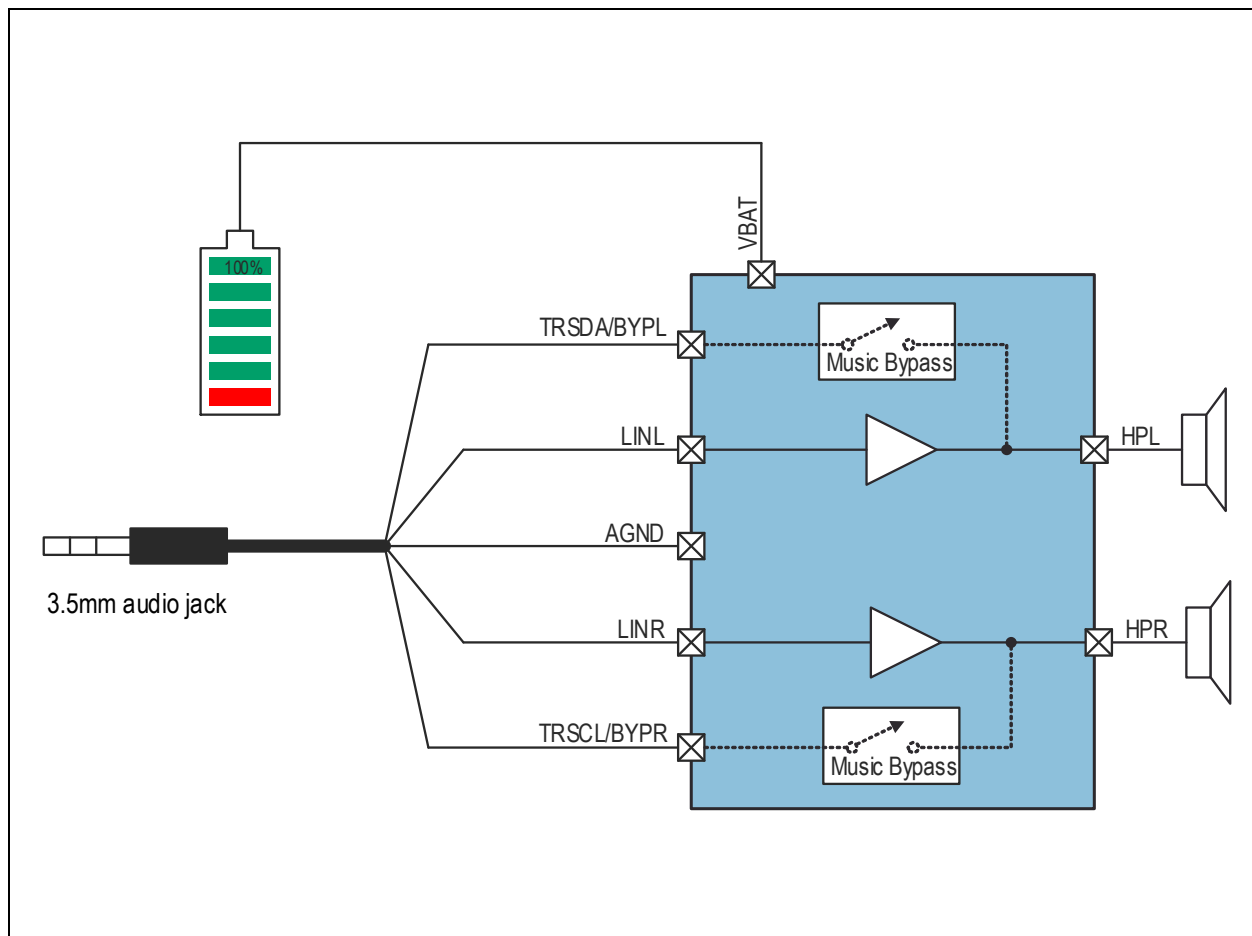 VBAT
100%
TRSDA/BYPL
Music Bypass
LINL
HPL
AGND
3.5mm audio jack
LINR
HPR
TRSCL/BYPR
Music Bypass